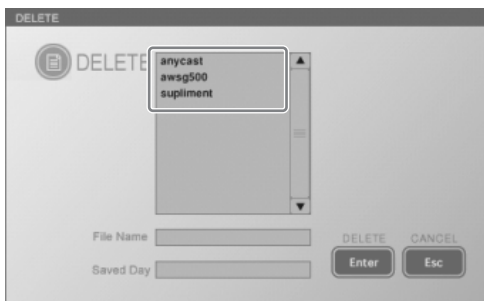 DELETE
DELETE
anycast
awsg500
supliment
File Name
Saved Day
DELETE CANCEL
Enter Esc